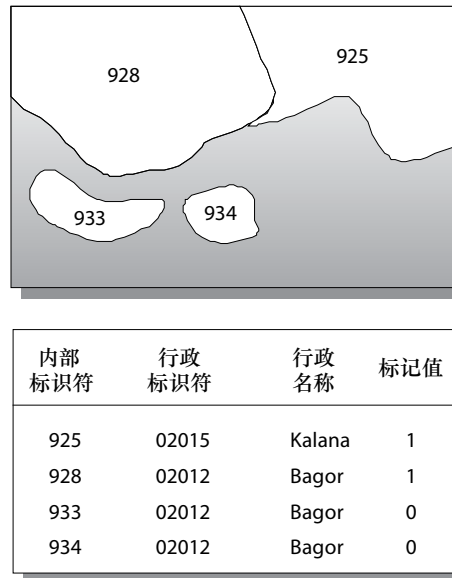 928
925
933
934
内部 行政 行政 标记值
标识符 标识符 名称
925 02015 Kalana 1
928 02012 Bagor 1
933 02012 Bagor 0
934 02012 Bagor 0